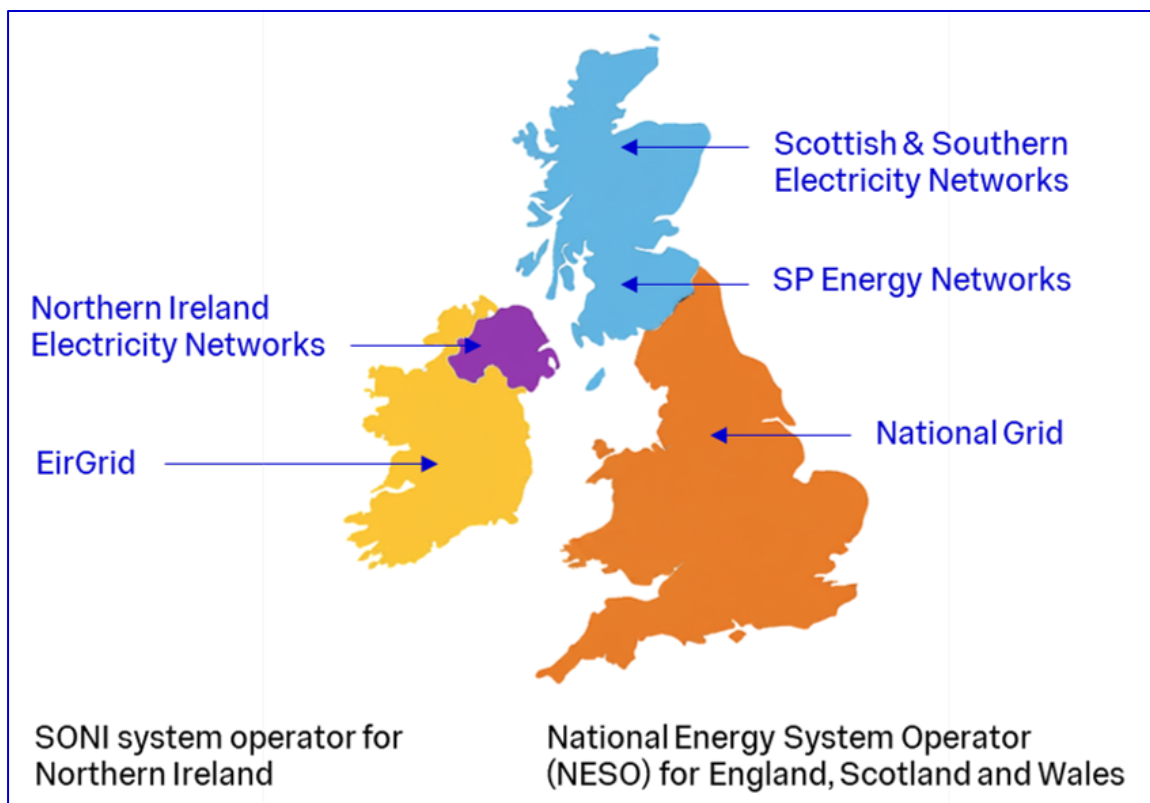 Scottish & Southern
Electricity Networks
SP Energy Networks
Northern Ireland
Electricity Networks
National Grid
EirGrid
SONI system operator for
Northern Ireland
National Energy System Operator
(NESO) for England, Scotland and Wales